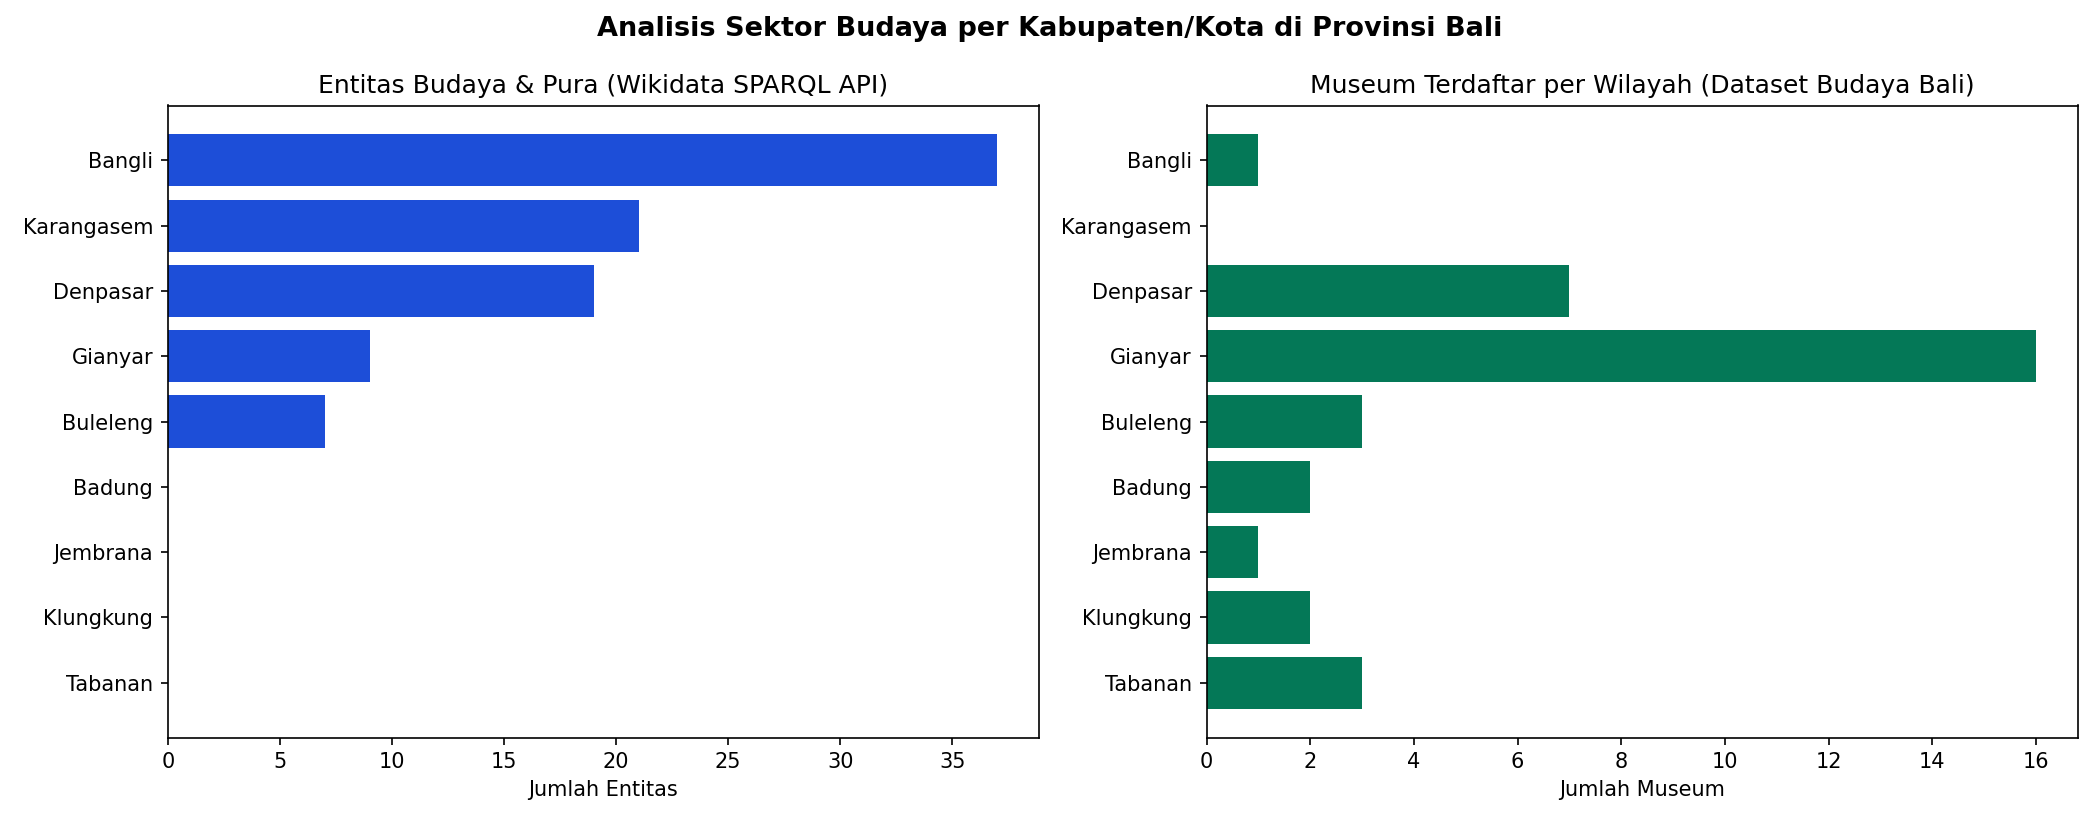 Analisis Sektor Budaya per Kabupaten/Kota di Provinsi Bali
Entitas Budaya & Pura (Wikidata SPARQL API)
Bangli
Karangasem
Denpasar
Gianyar
Buleleng
Badung
Jembrana
Klungkung
Tabanan
0 5 10 15 20 25 30 35
Jumlah Entitas
Museum Terdaftar per Wilayah (Dataset Budaya Bali)
Bangli
Karangasem
Denpasar
Gianyar
Buleleng
Badung
Jembrana
Klungkung
Tabanan
0 2 4 6 8 10 12 14 16
Jumlah Museum